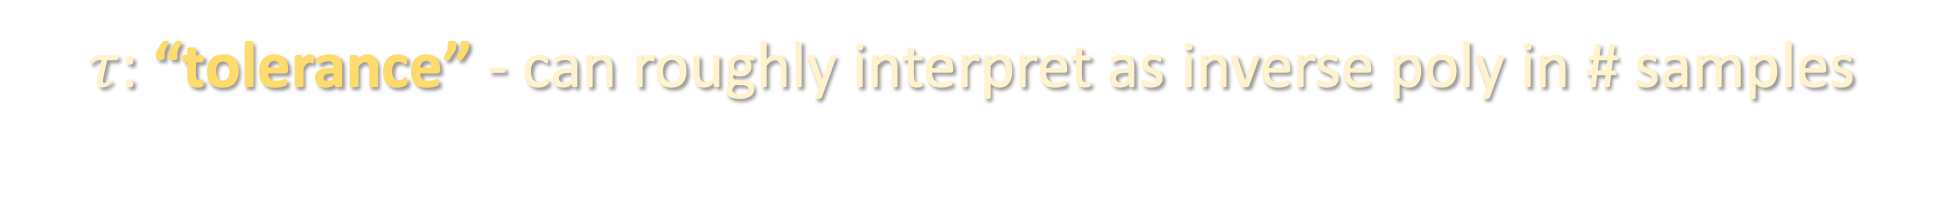 τ: “tolerance” - can roughly interpret as inverse poly in # samples